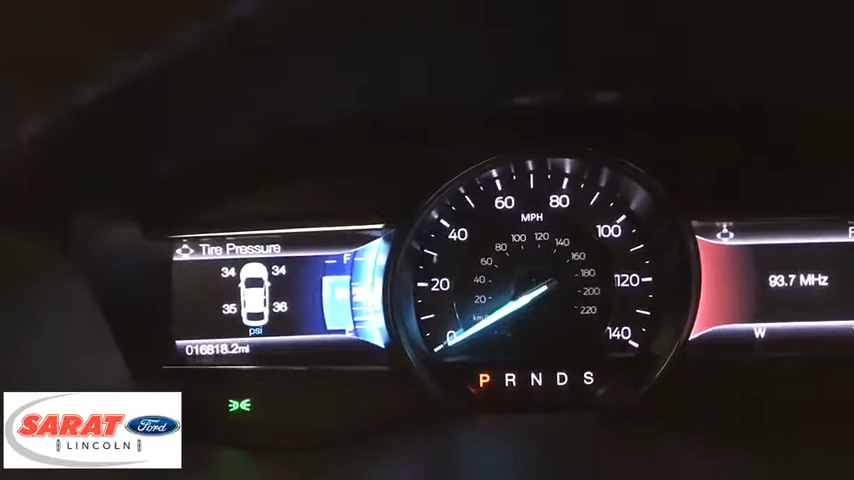 Tire Pressure
34 34
35 36
psi
016818.2mi
F
0 20 40 60 80 100 120 140
MPH
20 40 60 80 100 120 140 160 180 200 220
km/h
P R N D S
93.7 MHz
W
SARAT Ford
LINCOLN